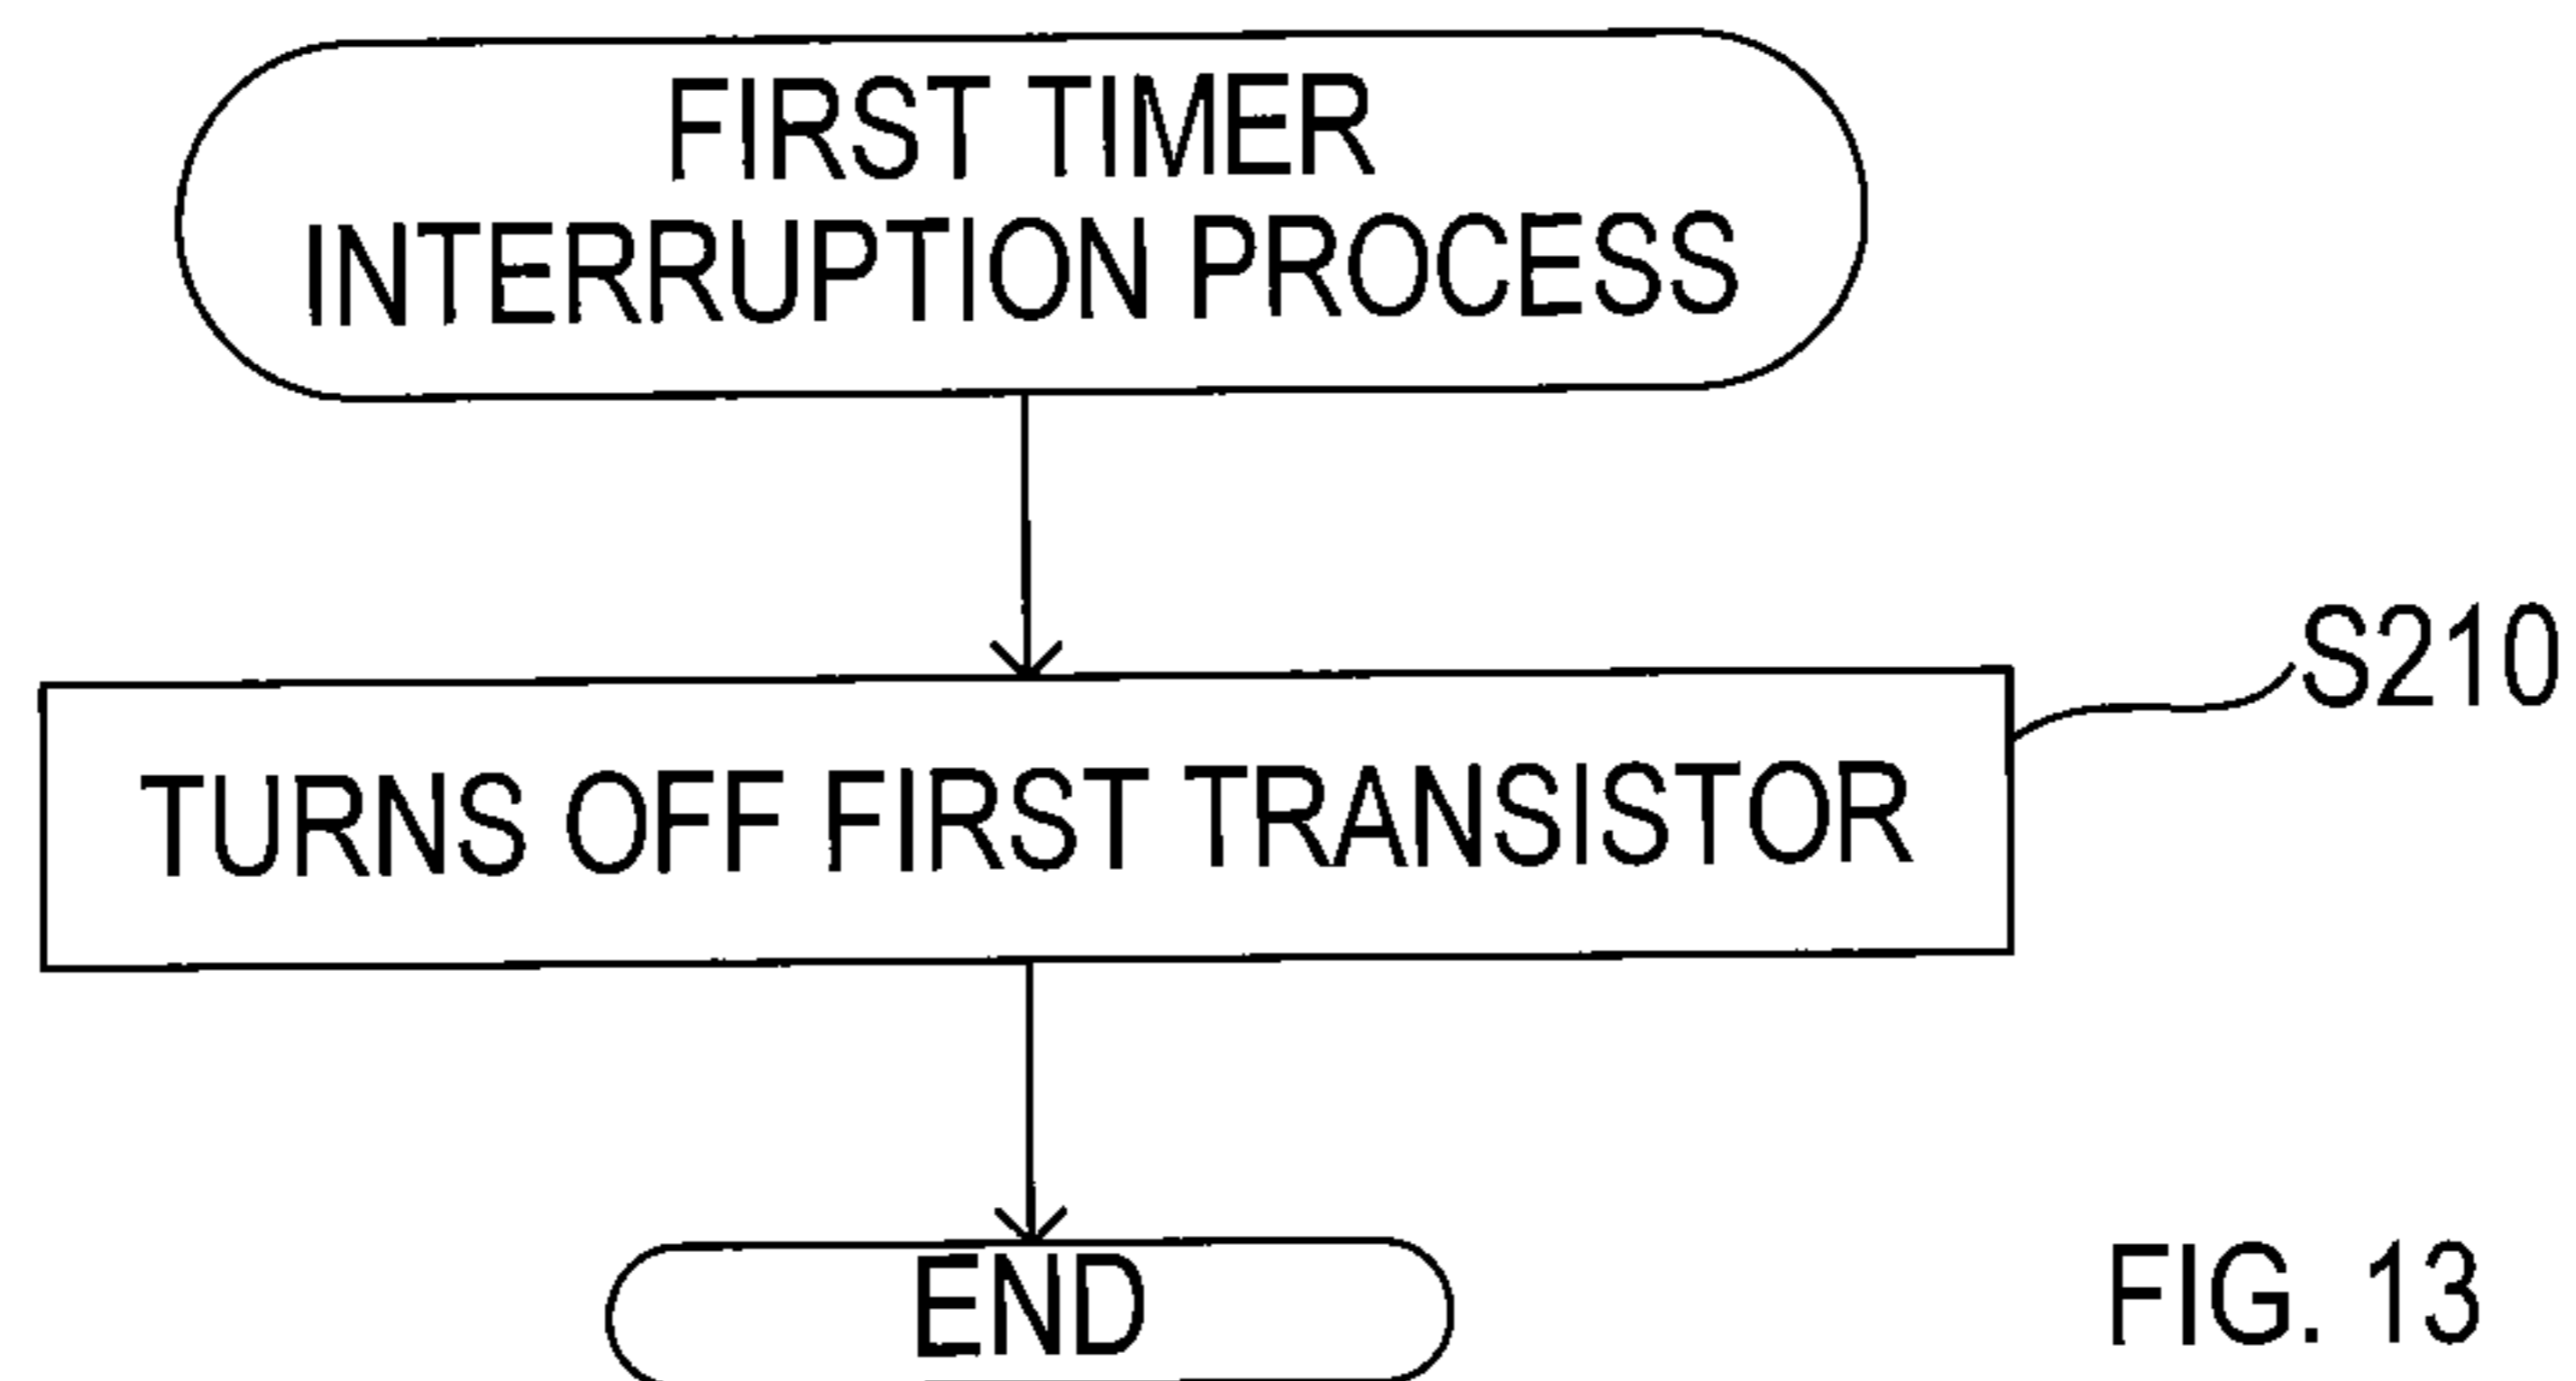 FIRST TIMER
INTERRUPTION PROCESS
S210
TURNS OFF FIRST TRANSISTOR
END
FIG. 13